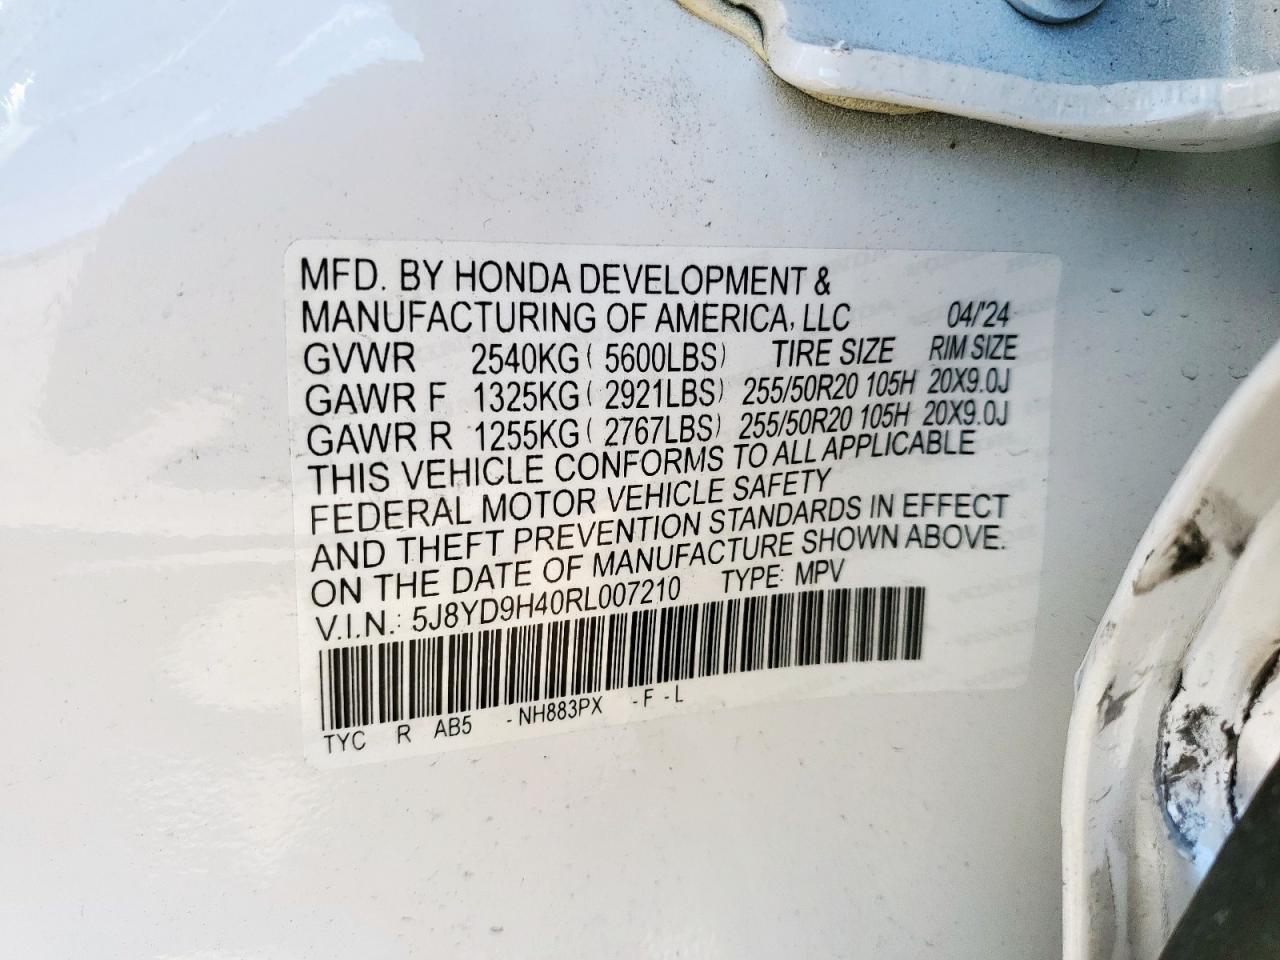 MFD. BY HONDA DEVELOPMENT &
MANUFACTURING OF AMERICA, LLC 04/'24
GVWR 2540KG ( 5600LBS) TIRE SIZE RIM SIZE
GAWR F 1325KG ( 2921LBS) 255/50R20 105H 20X9.0J
GAWR R 1255KG ( 2767LBS) 255/50R20 105H 20X9.0J
THIS VEHICLE CONFORMS TO ALL APPLICABLE
FEDERAL MOTOR VEHICLE SAFETY
AND THEFT PREVENTION STANDARDS IN EFFECT
ON THE DATE OF MANUFACTURE SHOWN ABOVE.
V.I.N.: 5J8YD9H40RL007210 TYPE: MPV
TYC R AB5 -NH883PX -F -L